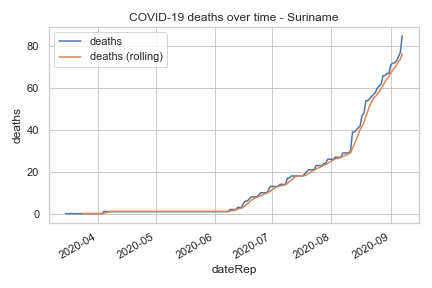 COVID-19 deaths over time - Suriname
deaths
deaths (rolling)
deaths
80
60
40
20
0
2020-04
2020-05
2020-06
2020-07
2020-08
2020-09
dateRep